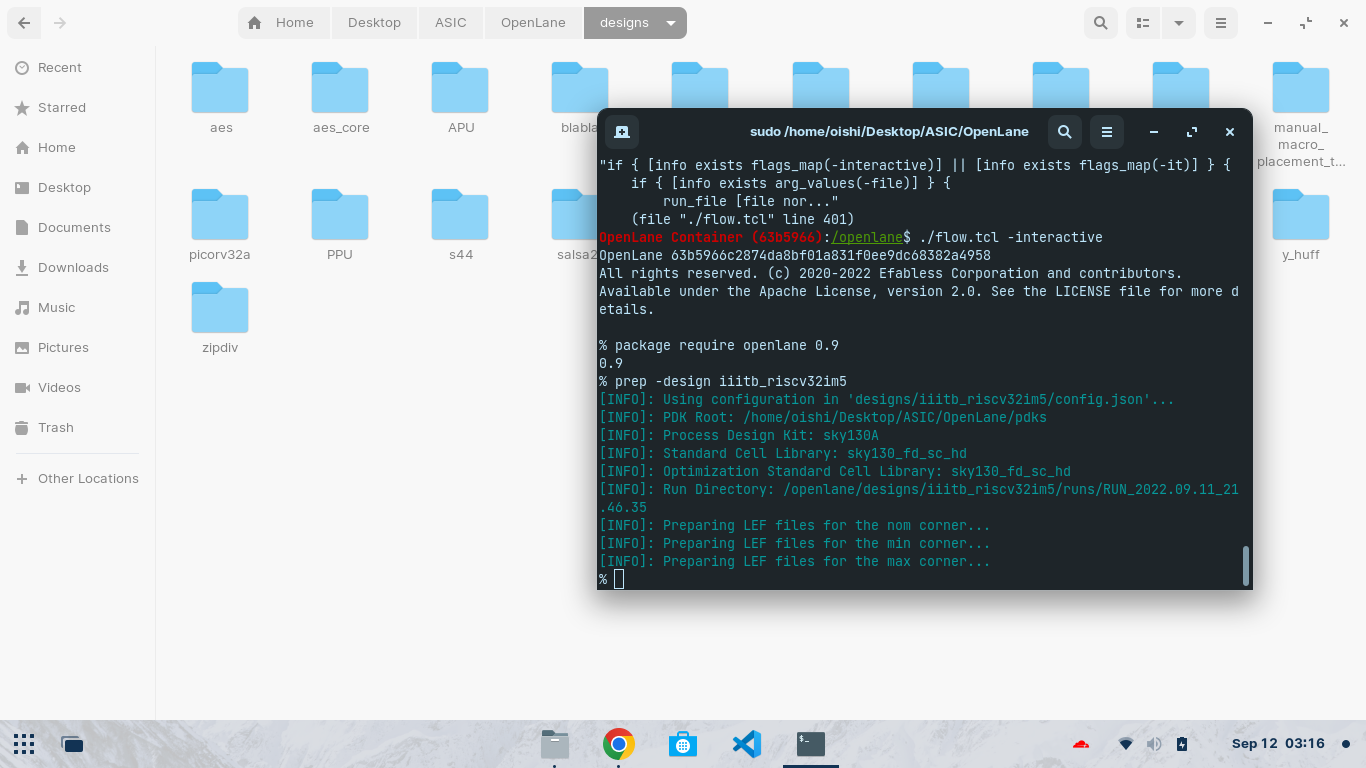 Home Desktop ASIC OpenLane designs
Recent
Starred
Home
Desktop
Documents
Downloads
Music
Pictures
Videos
Trash
Other Locations
aes aes_core APU blabla
manual_
macro_
placement_t...
picorv32a PPU s44 salsa2
y_huff
zipdiv
sudo /home/oishi/Desktop/ASIC/OpenLane
"if { [info exists flags_map(-interactive)] || [info exists flags_map(-it)] } {
if { [info exists arg_values(-file)] } {
run_file [file nor..."
(file "./flow.tcl" line 401)
OpenLane Container (63b5966):/openlane$ ./flow.tcl -interactive
OpenLane 63b5966c2874da8bf01a831f0ee9dc68382a4958
All rights reserved. (c) 2020-2022 Efabless Corporation and contributors.
Available under the Apache License, version 2.0. See the LICENSE file for more d
etails.
% package require openlane 0.9
0.9
% prep -design iiitb_riscv32im5
[INFO]: Using configuration in 'designs/iiitb_riscv32im5/config.json'...
[INFO]: PDK Root: /home/oishi/Desktop/ASIC/OpenLane/pdks
[INFO]: Process Design Kit: sky130A
[INFO]: Standard Cell Library: sky130_fd_sc_hd
[INFO]: Optimization Standard Cell Library: sky130_fd_sc_hd
[INFO]: Run Directory: /openlane/designs/iiitb_riscv32im5/runs/RUN_2022.09.11_21
.46.35
[INFO]: Preparing LEF files for the nom corner...
[INFO]: Preparing LEF files for the min corner...
[INFO]: Preparing LEF files for the max corner...
%
Sep 12 03:16